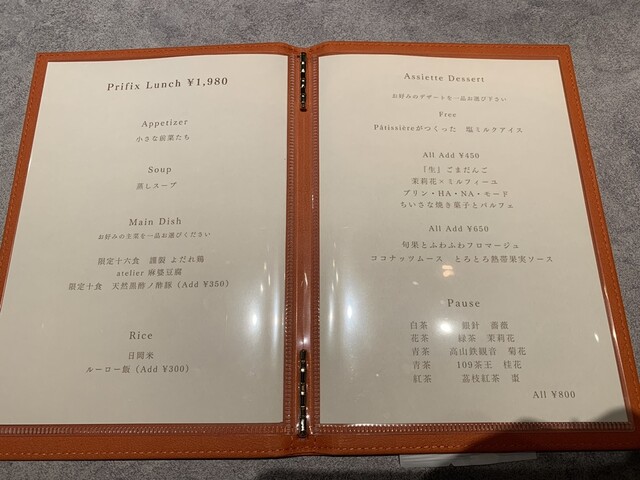 Prifix Lunch ¥1,980
Appetizer
小さな前菜たち
Soup
蒸しスープ
Main Dish
お好みの主菜を一品お選びください
限定十六食 謹製 よだれ鶏
atelier 麻婆豆腐
限定十食 天然黒酢ノ酢豚（Add ¥350）
Rice
日岡米
ルーロー飯（Add ¥300）
Assiette Dessert
お好みのデザートを一品お選び下さい
Free
Pâtissièreがつくった 塩ミルクアイス
All Add ¥450
「生」ごまだんご
茉莉花×ミルフィーユ
プリン・HA・NA・モード
ちいさな焼き菓子とパルフェ
All Add ¥650
旬果とふわふわフロマージュ
ココナッツムース とろとろ熱帯果実ソース
Pause
白茶 銀針 薔薇
花茶 緑茶 茉莉花
青茶 高山鉄観音 菊花
青茶 109茶王 桂花
紅茶 荔枝紅茶 棗
All ¥800